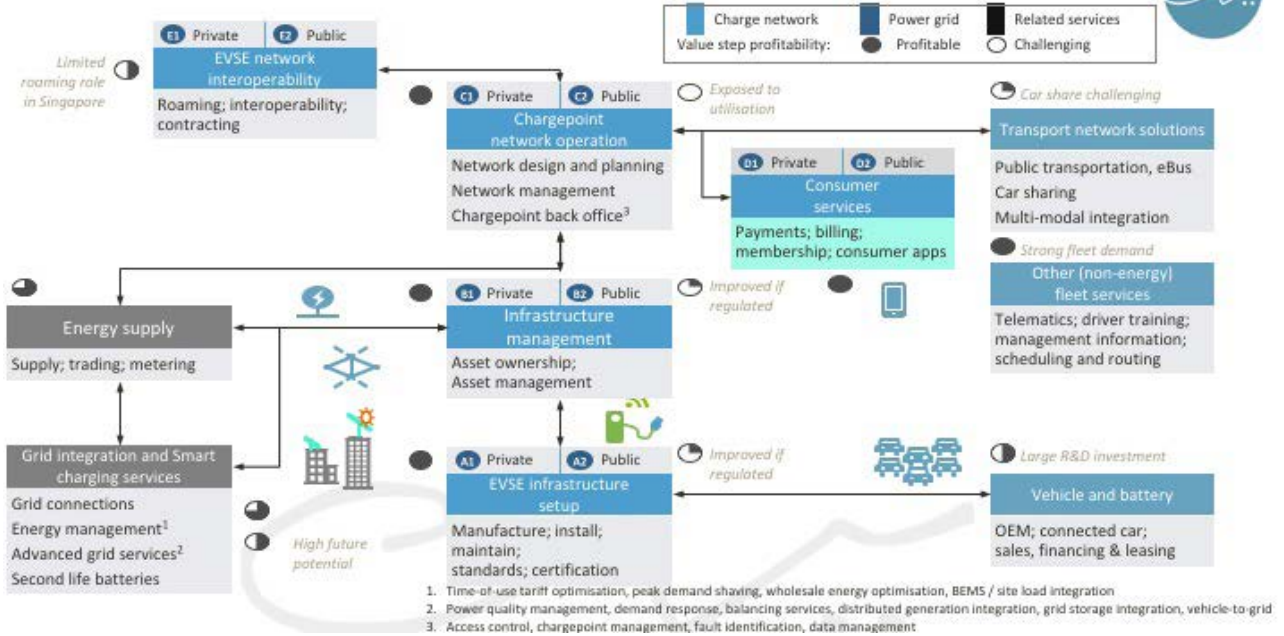 Charge network
Power grid
Related services
Value step profitability:
Profitable
Challenging
E1 Private
E2 Public
EVSE network
interoperability
Roaming; interoperability;
contracting
Limited
roaming role
in Singapore
C1 Private
C2 Public
Chargepoint
network operation
Network design and planning
Network management
Chargepoint back office3
Exposed to
utilisation
Car share challenging
Transport network solutions
Public transportation, eBus
Car sharing
Multi-modal integration
D1 Private
D2 Public
Consumer
services
Payments; billing;
membership; consumer apps
Strong fleet demand
Other (non-energy)
fleet services
Telematics; driver training;
management information;
scheduling and routing
Energy supply
Supply; trading; metering
B1 Private
B2 Public
Infrastructure
management
Asset ownership;
Asset management
Improved if
regulated
Grid integration and Smart
charging services
Grid connections
Energy management1
Advanced grid services2
Second life batteries
High future
potential
A1 Private
A2 Public
EVSE infrastructure
setup
Manufacture; install;
maintain;
standards; certification
Improved if
regulated
Large R&D investment
Vehicle and battery
OEM; connected car;
sales, financing & leasing
1. Time-of-use tariff optimisation, peak demand shaving, wholesale energy optimisation, BEMS / site load integration
2. Power quality management, demand response, balancing services, distributed generation integration, grid storage integration, vehicle-to-grid
3. Access control, chargepoint management, fault identification, data management